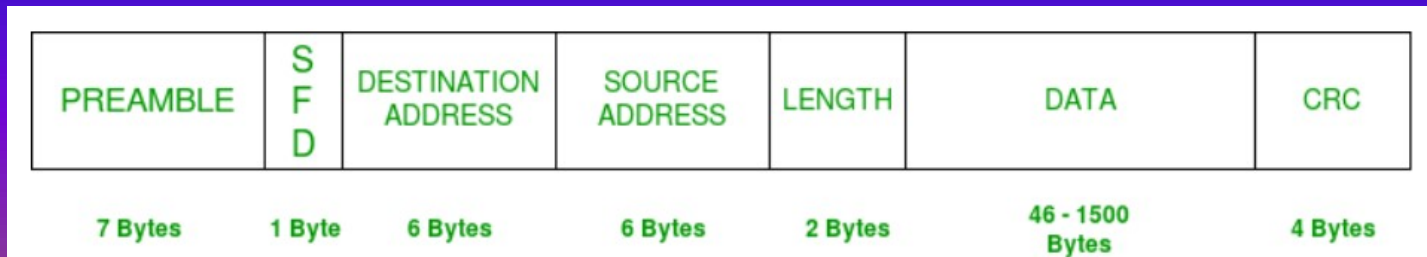 PREAMBLE
S
F
D
DESTINATION
ADDRESS
SOURCE
ADDRESS
LENGTH
DATA
CRC
7 Bytes
1 Byte
6 Bytes
6 Bytes
2 Bytes
46 - 1500
Bytes
4 Bytes